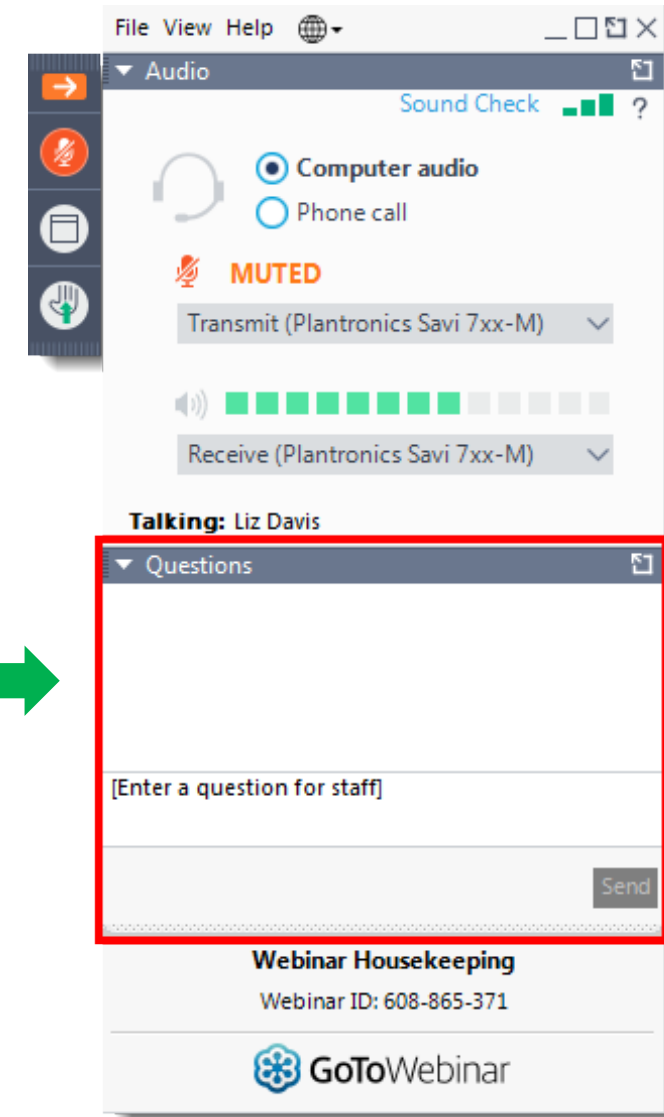 File View Help
Audio
Sound Check ?
Computer audio
Phone call
MUTED
Transmit (Plantronics Savi 7xx-M)
Receive (Plantronics Savi 7xx-M)
Talking: Liz Davis
Questions
[Enter a question for staff]
Send
Webinar Housekeeping
Webinar ID: 608-865-371
GoToWebinar